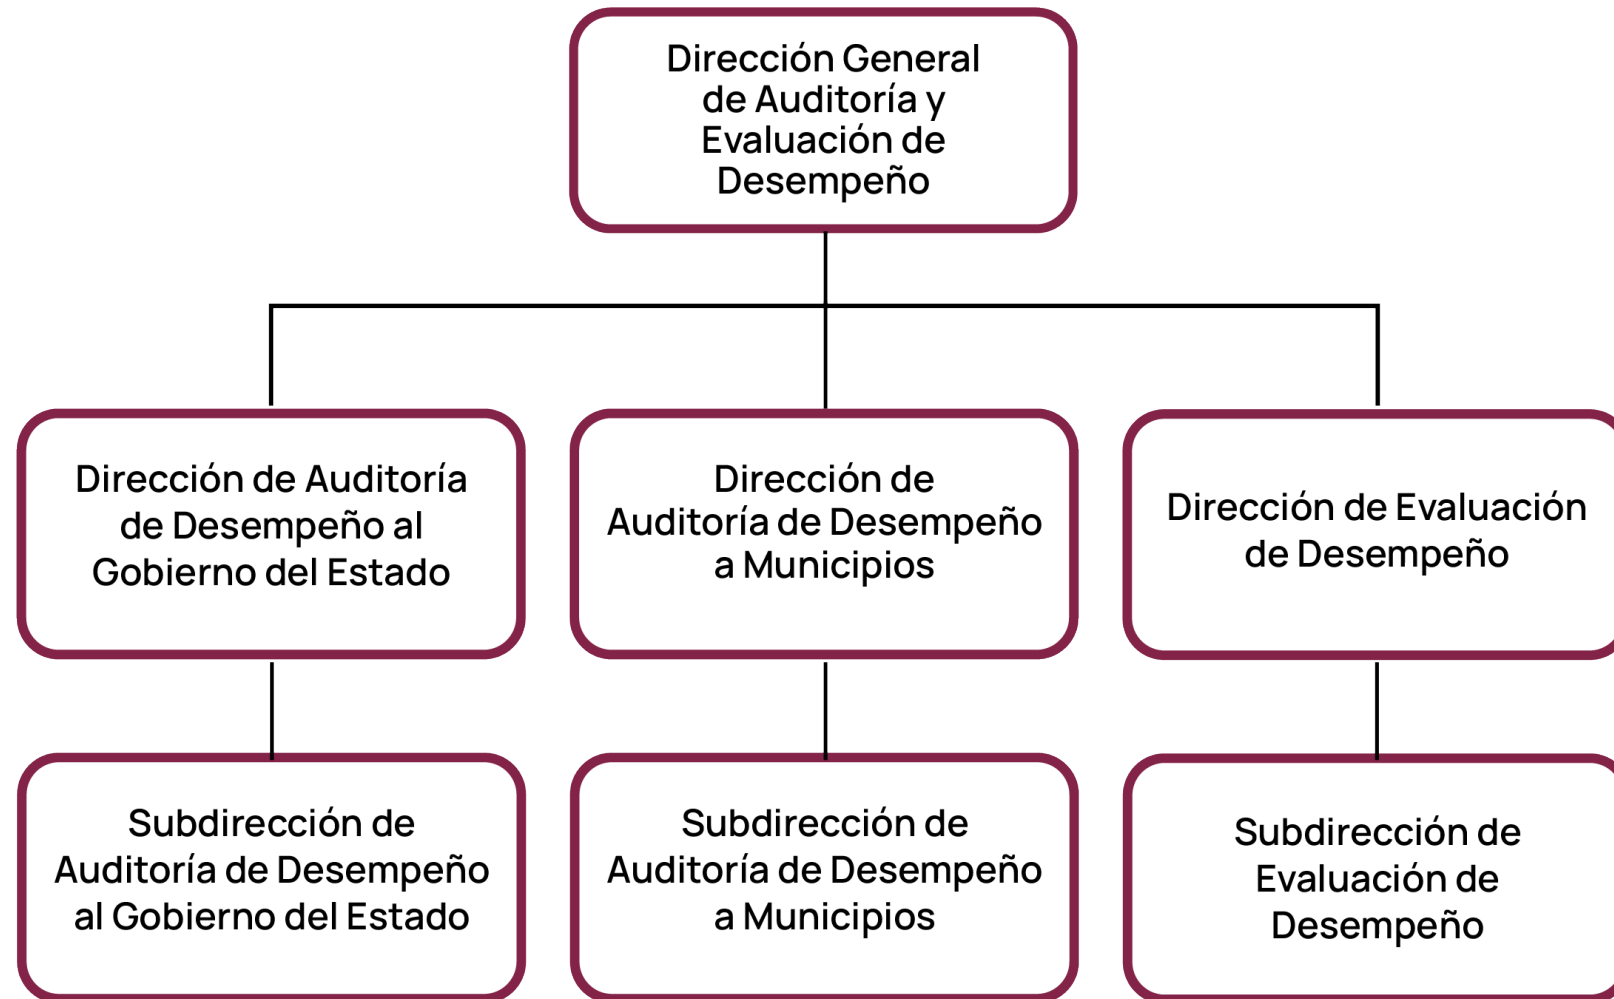 Dirección General
de Auditoría y
Evaluación de
Desempeño
Dirección de Auditoría
de Desempeño al
Gobierno del Estado
Dirección de
Auditoría de Desempeño
a Municipios
Dirección de Evaluación
de Desempeño
Subdirección de
Auditoría de Desempeño
al Gobierno del Estado
Subdirección de
Auditoría de Desempeño
a Municipios
Subdirección de
Evaluación de
Desempeño